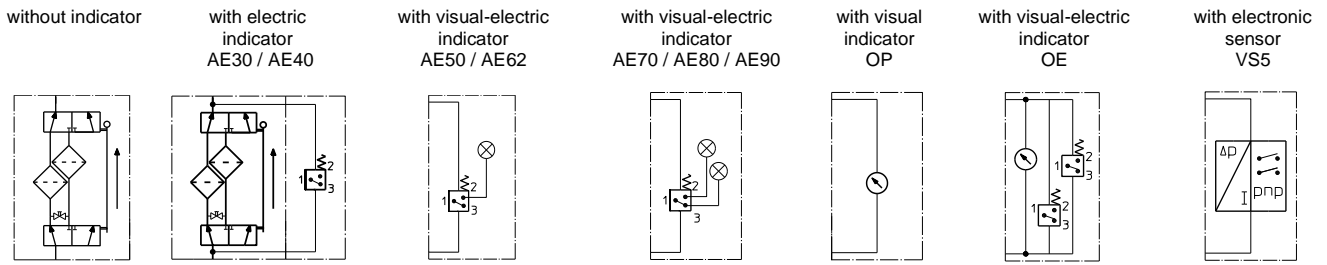 without indicator
with electric
indicator
AE30 / AE40
with visual-electric
indicator
AE50 / AE62
with visual-electric
indicator
AE70 / AE80 / AE90
with visual
indicator
OP
with visual-electric
indicator
OE
with electronic
sensor
VS5
1
2
3
1
2
3
1
2
3
1
2
3
1
2
3
Δp
I
pnp